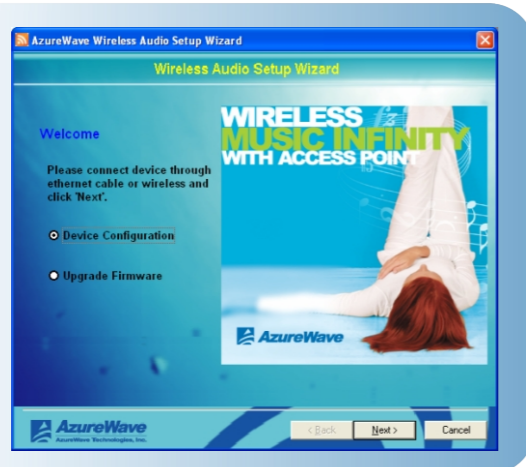 AzureWave Wireless Audio Setup Wizard
Wireless Audio Setup Wizard
Welcome
Please connect device through
ethernet cable or wireless and
click 'Next'.
Device Configuration
Upgrade Firmware
WIRELESS
MUSIC INFINITY
WITH ACCESS POINT
AzureWave
AzureWave
AzureWave Technologies, Inc.
< Back
Next >
Cancel